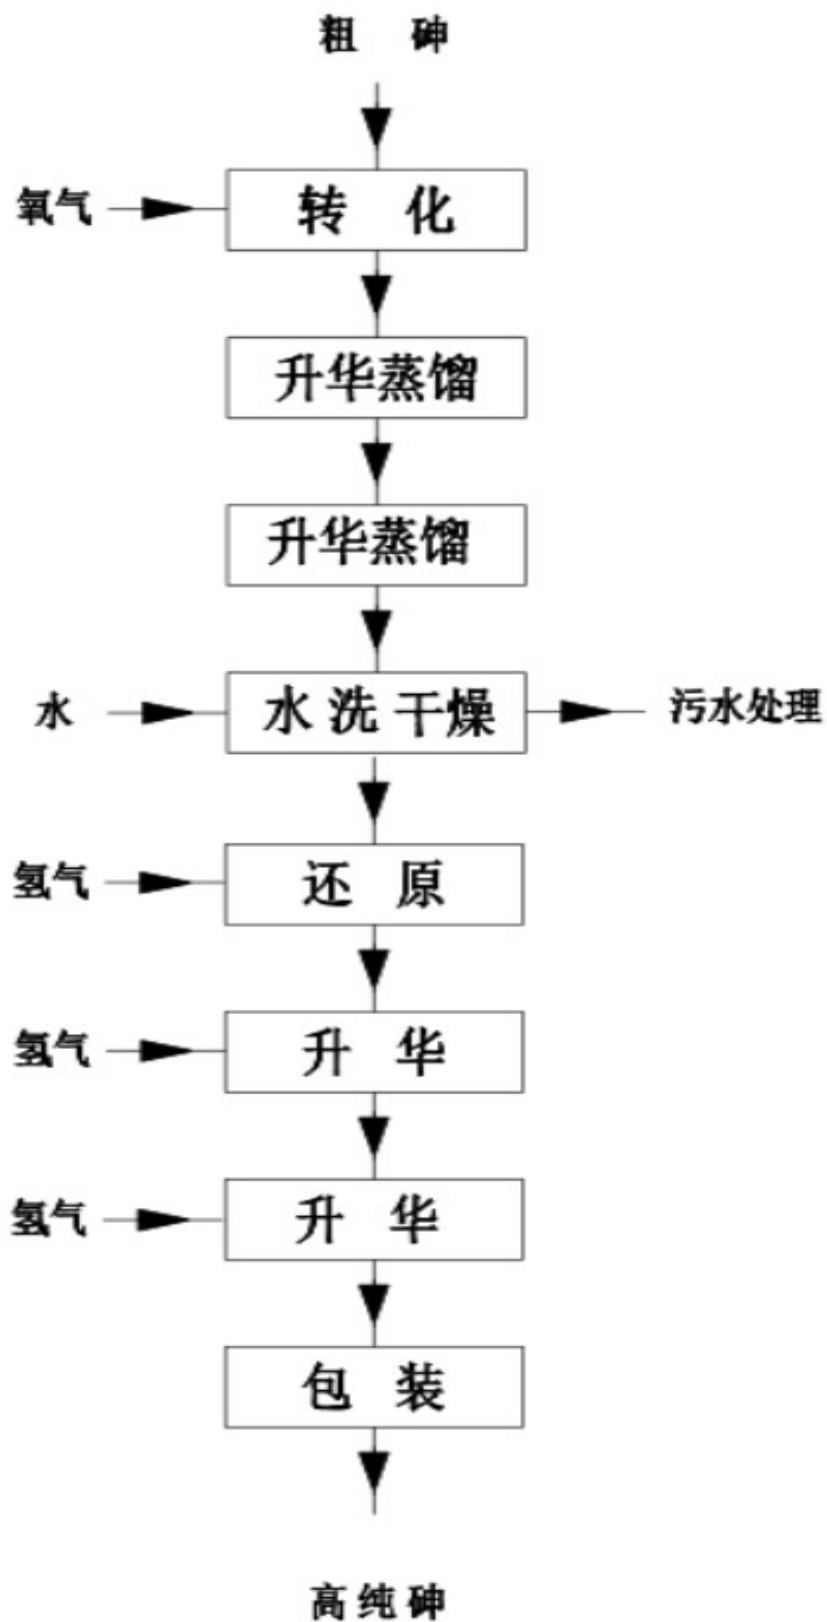 粗 砷
氧气
转 化
升华蒸馏
升华蒸馏
水
水洗干燥
污水处理
氢气
还 原
氢气
升 华
氢气
升 华
包 装
高纯砷